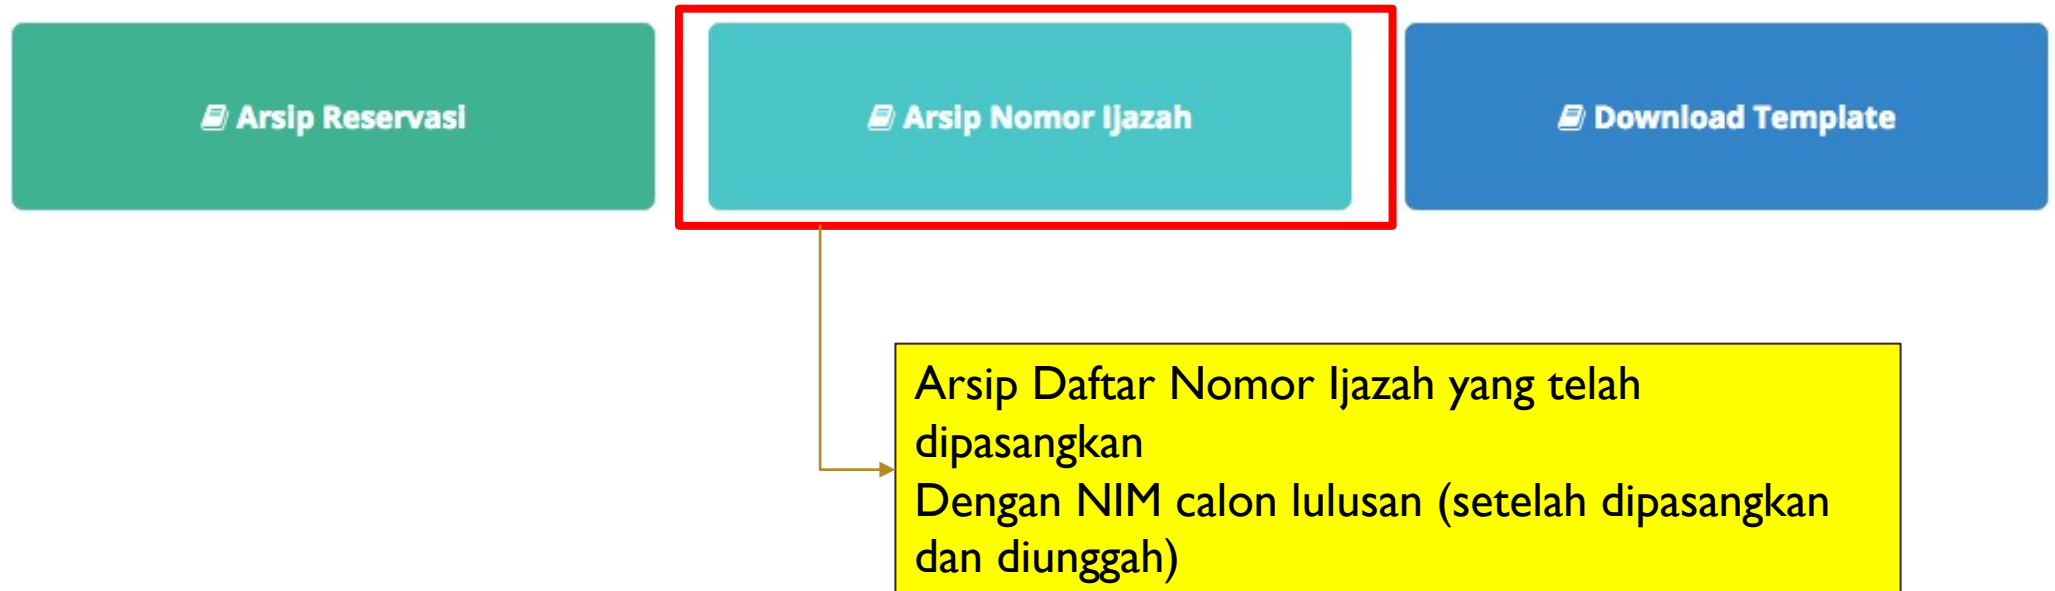 Arsip Reservasi
Arsip Nomor Ijazah
Download Template
Arsip Daftar Nomor Ijazah yang telah
dipasangkan
Dengan NIM calon lulusan (setelah dipasangkan
dan diunggah)